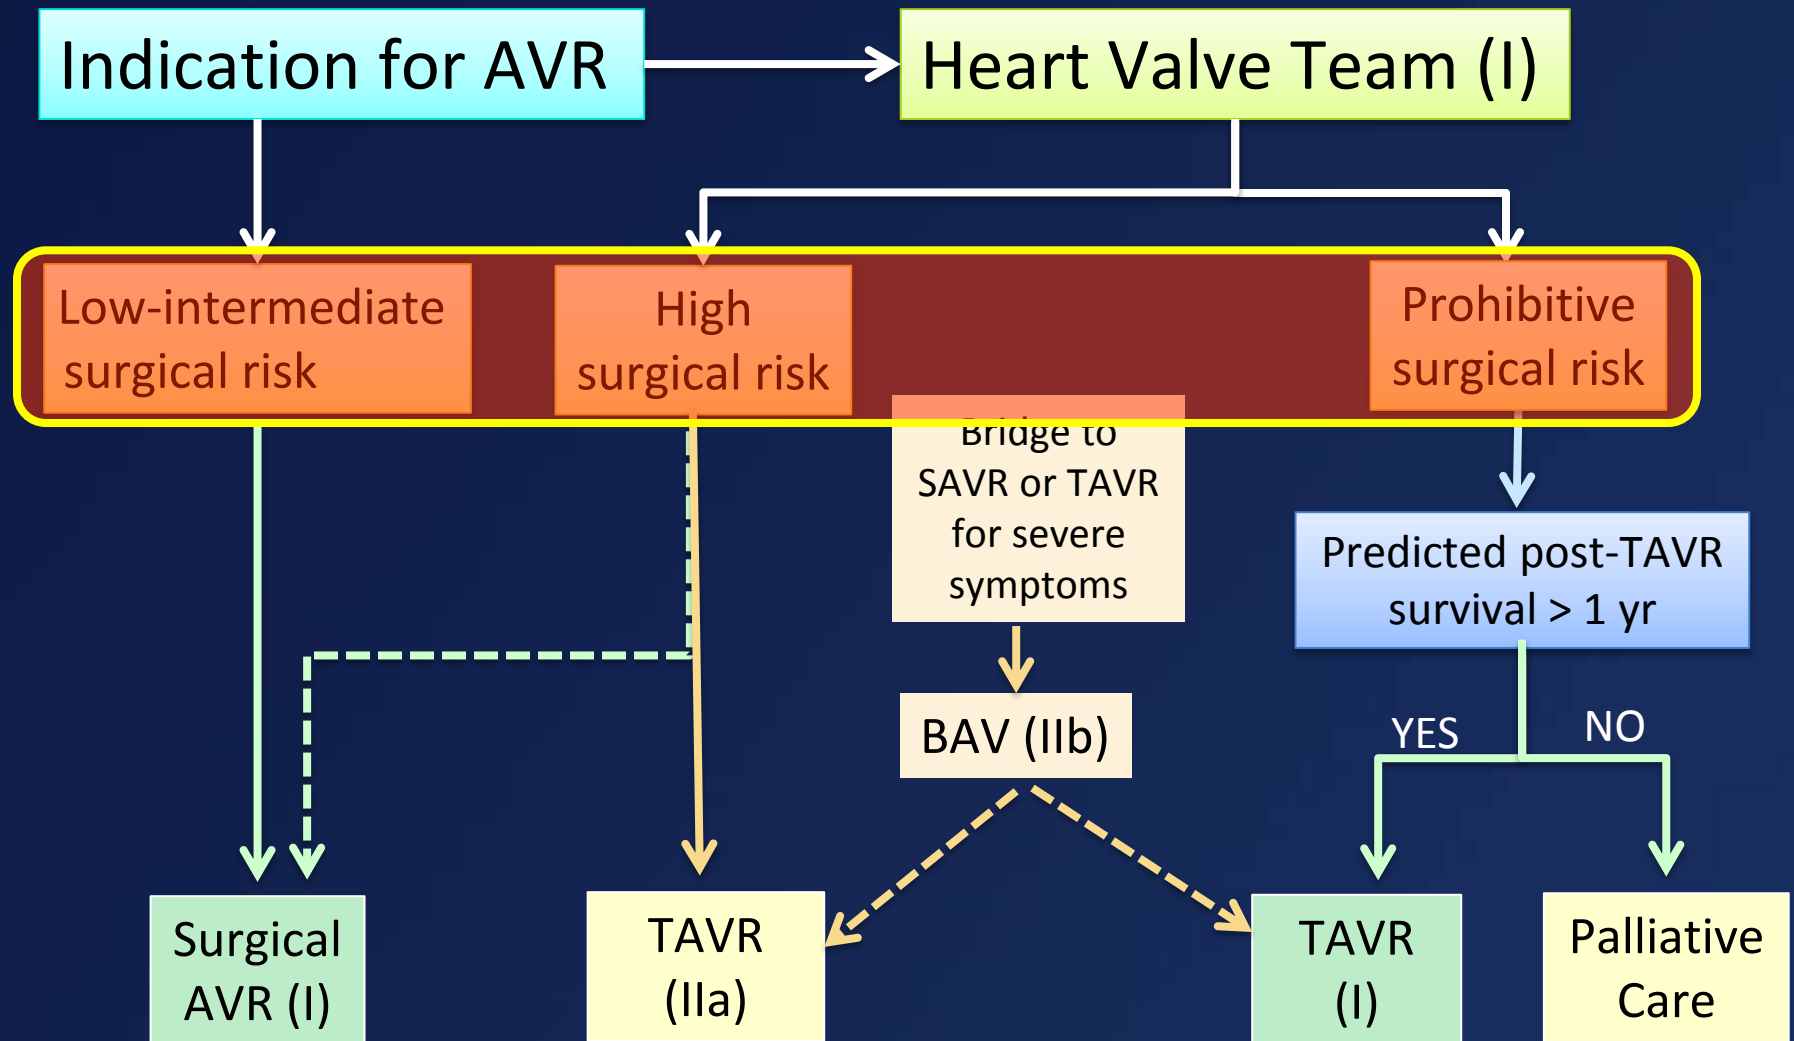 Indication for AVR
Heart Valve Team (I)
Low-intermediate
surgical risk
High
surgical risk
Prohibitive
surgical risk
Bridge to
SAVR or TAVR
for severe
symptoms
Predicted post-TAVR
survival > 1 yr
BAV (IIb)
YES
NO
Surgical
AVR (I)
TAVR
(IIa)
TAVR
(I)
Palliative
Care